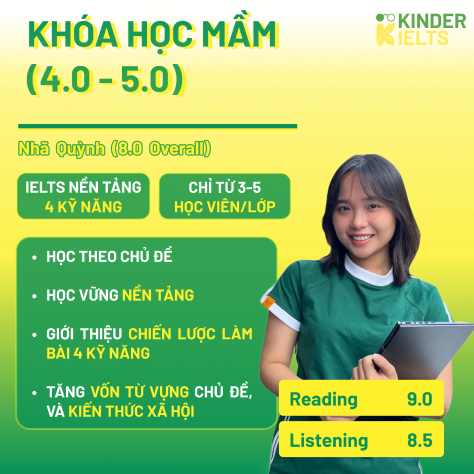 KHÓA HỌC MẦM
(4.0 - 5.0)
KINDER
IELTS
Nhã Quỳnh (8.0 Overall)
IELTS NỀN TẢNG
4 KỸ NĂNG
CHỈ TỪ 3-5
HỌC VIÊN/LỚP
• HỌC THEO CHỦ ĐỀ
• HỌC VỮNG NỀN TẢNG
• GIỚI THIỆU CHIẾN LƯỢC LÀM
BÀI 4 KỸ NĂNG
• TĂNG VỐN TỪ VỰNG CHỦ ĐỀ,
VÀ KIẾN THỨC XÃ HỘI
Reading 9.0
Listening 8.5